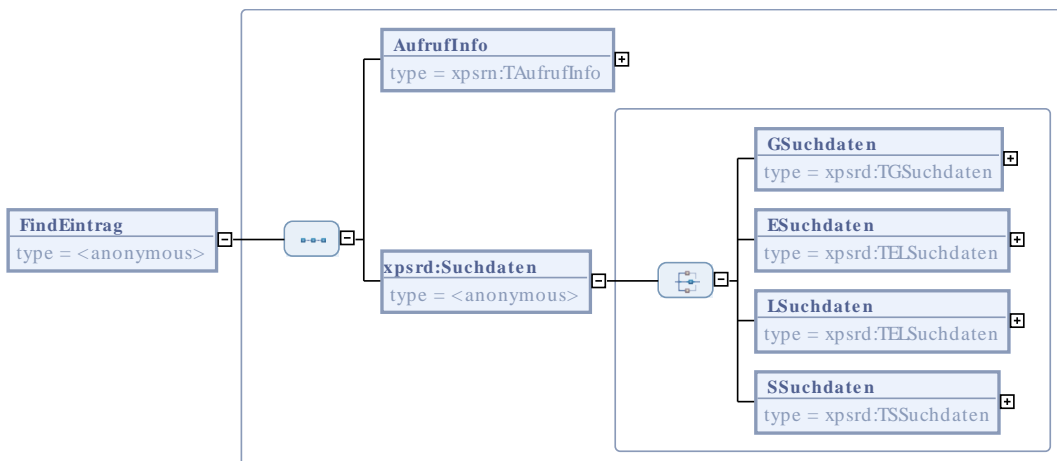 AufrufInfo
type = xpsrn:TAufrufInfo
GSuchdaten
type = xpsrd:TGSuchdaten
FindEintrag
type = <anonymous>
ESuchdaten
type = xpsrd:TELSuchdaten
xpsrd:Suchdaten
type = <anonymous>
LSuchdaten
type = xpsrd:TELSuchdaten
SSuchdaten
type = xpsrd:TSSuchdaten